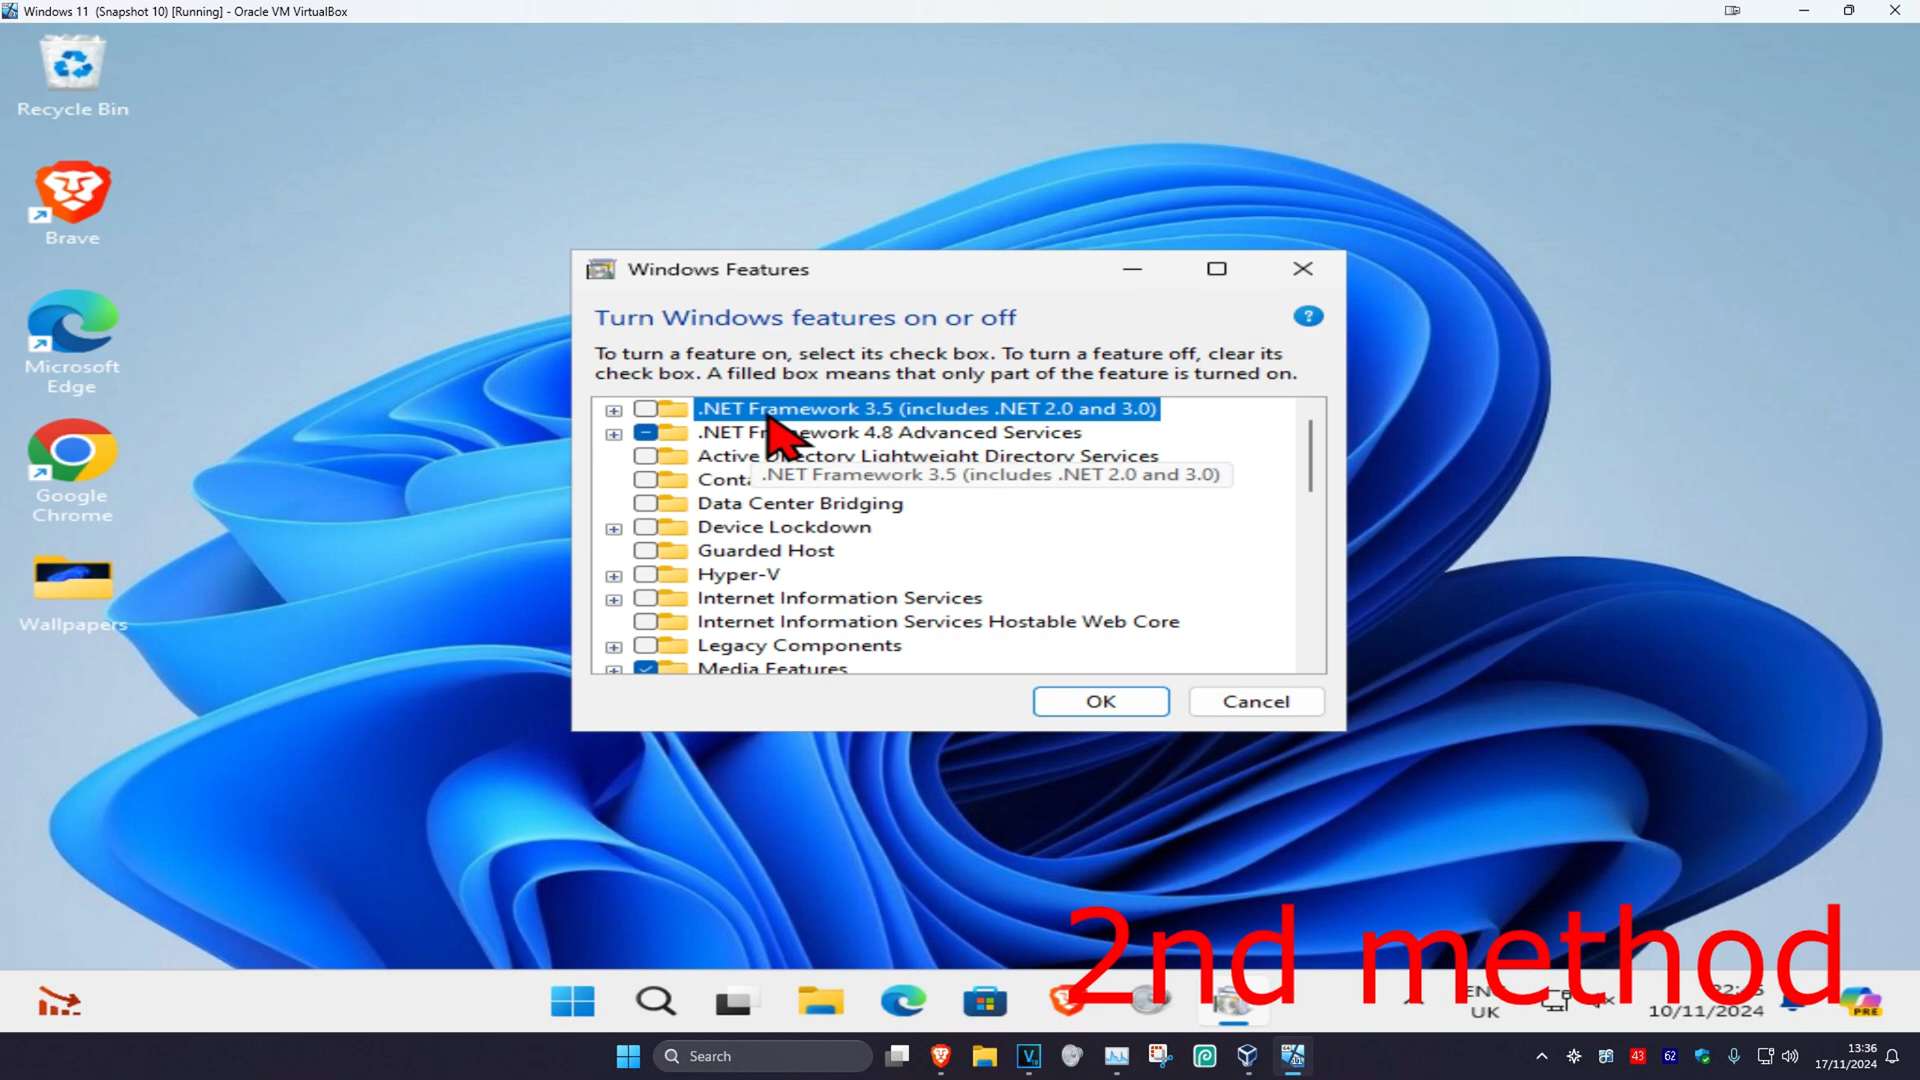 Windows 11 (Snapshot 10) [Running] - Oracle VM VirtualBox
Recycle Bin
Brave
Microsoft
Edge
Google
Chrome
Wallpapers
Windows Features
Turn Windows features on or off
?
To turn a feature on, select its check box. To turn a feature off, clear its
check box. A filled box means that only part of the feature is turned on.
.NET Framework 3.5 (includes .NET 2.0 and 3.0)
.NET Framework 4.8 Advanced Services
Active Directory Lightweight Directory Services
.NET Framework 3.5 (includes .NET 2.0 and 3.0)
Data Center Bridging
Device Lockdown
Guarded Host
Hyper-V
Internet Information Services
Internet Information Services Hostable Web Core
Legacy Components
Media Features
OK
Cancel
2nd method
UK
10/11/2024
PRE
Search
43
62
13:36
17/11/2024